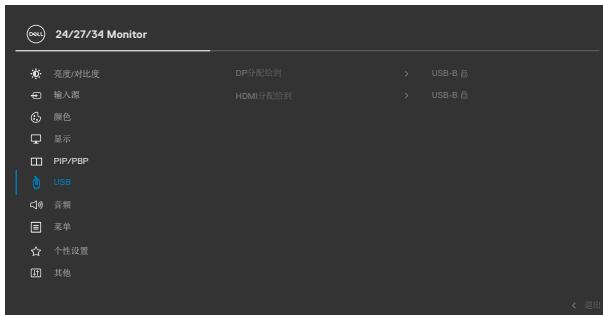 DELL 24/27/34 Monitor
亮度/对比度 DP分配给到 > USB-B
输入源 HDMI分配给到 > USB-B
颜色
显示
PIP/PBP
USB
音频
菜单
个性设置
其他
< 退出